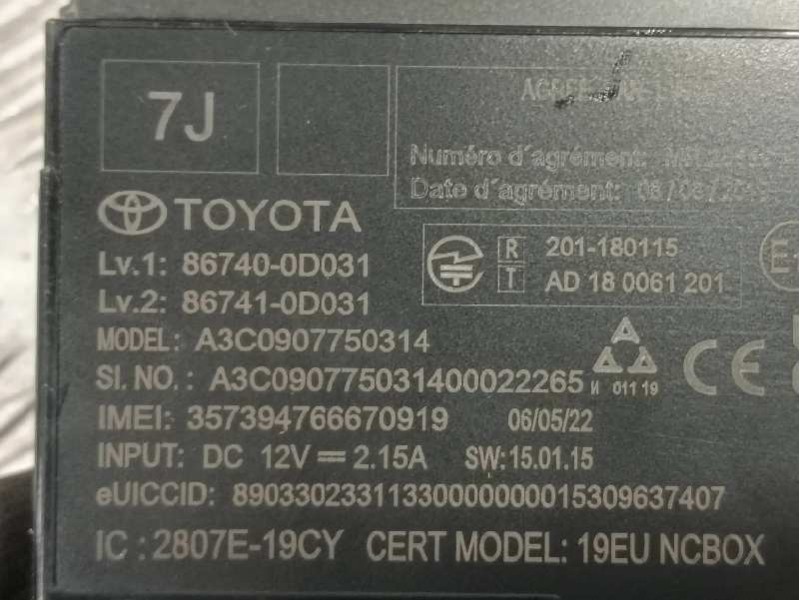 7J
Numéro d'agrément:
Date d'agrément:
TOYOTA
Lv.1: 86740-0D031
Lv.2: 86741-0D031
R 201-180115
T AD 18 0061 201
MODEL: A3C0907750314
SI. NO. : A3C090775031400022265
И 011 19
CE
IMEI: 357394766670919 06/05/22
INPUT: DC 12V 2.15A SW: 15.01.15
eUICCID: 89033023311330000000015309637407
IC : 2807E-19CY CERT MODEL: 19EU NCBOX